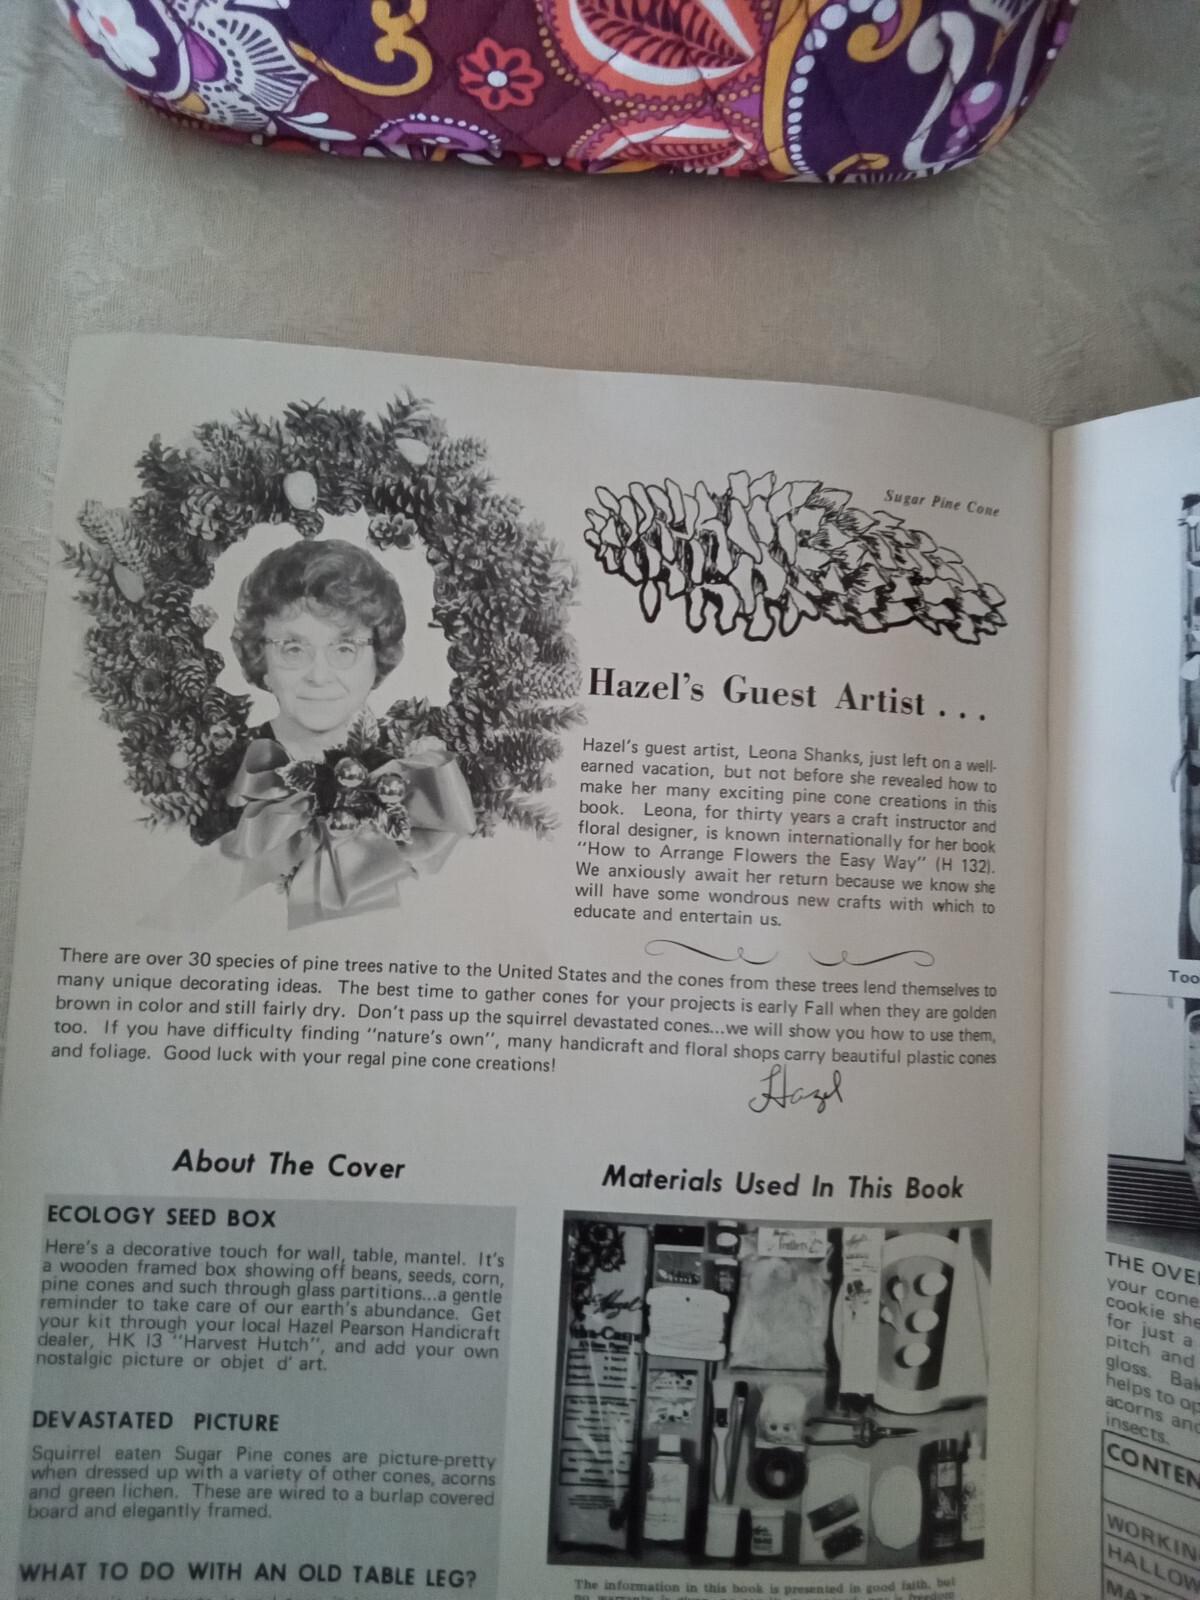 Sugar Pine Cone
Hazel's Guest Artist . . .
Hazel's guest artist, Leona Shanks, just left on a well-
earned vacation, but not before she revealed how to
make her many exciting pine cone creations in this
book. Leona, for thirty years a craft instructor and
floral designer, is known internationally for her book
"How to Arrange Flowers the Easy Way" (H 132).
We anxiously await her return because we know she
will have some wondrous new crafts with which to
educate and entertain us.
There are over 30 species of pine trees native to the United States and the cones from these trees lend themselves to
many unique decorating ideas. The best time to gather cones for your projects is early Fall when they are golden
brown in color and still fairly dry. Don't pass up the squirrel devastated cones...we will show you how to use them,
too. If you have difficulty finding "nature's own", many handicraft and floral shops carry beautiful plastic cones
and foliage. Good luck with your regal pine cone creations!
Hazel
About The Cover
ECOLOGY SEED BOX
Here's a decorative touch for wall, table, mantel. It's
a wooden framed box showing off beans, seeds, corn,
pine cones and such through glass partitions...a gentle
reminder to take care of our earth's abundance. Get
your kit through your local Hazel Pearson Handicraft
dealer, HK 13 "Harvest Hutch", and add your own
nostalgic picture or objet d' art.
DEVASTATED PICTURE
Squirrel eaten Sugar Pine cones are picture-pretty
when dressed up with a variety of other cones, acorns
and green lichen. These are wired to a burlap covered
board and elegantly framed.
WHAT TO DO WITH AN OLD TABLE LEG?
Materials Used In This Book
The information in this book is presented in good faith, but
no warranty is
Too
THE OVE
your cone
cookie she
for just a
pitch and
gloss. Bak
helps to op
acorns and
insects.
CONTEN
WORKIN
HALLOW